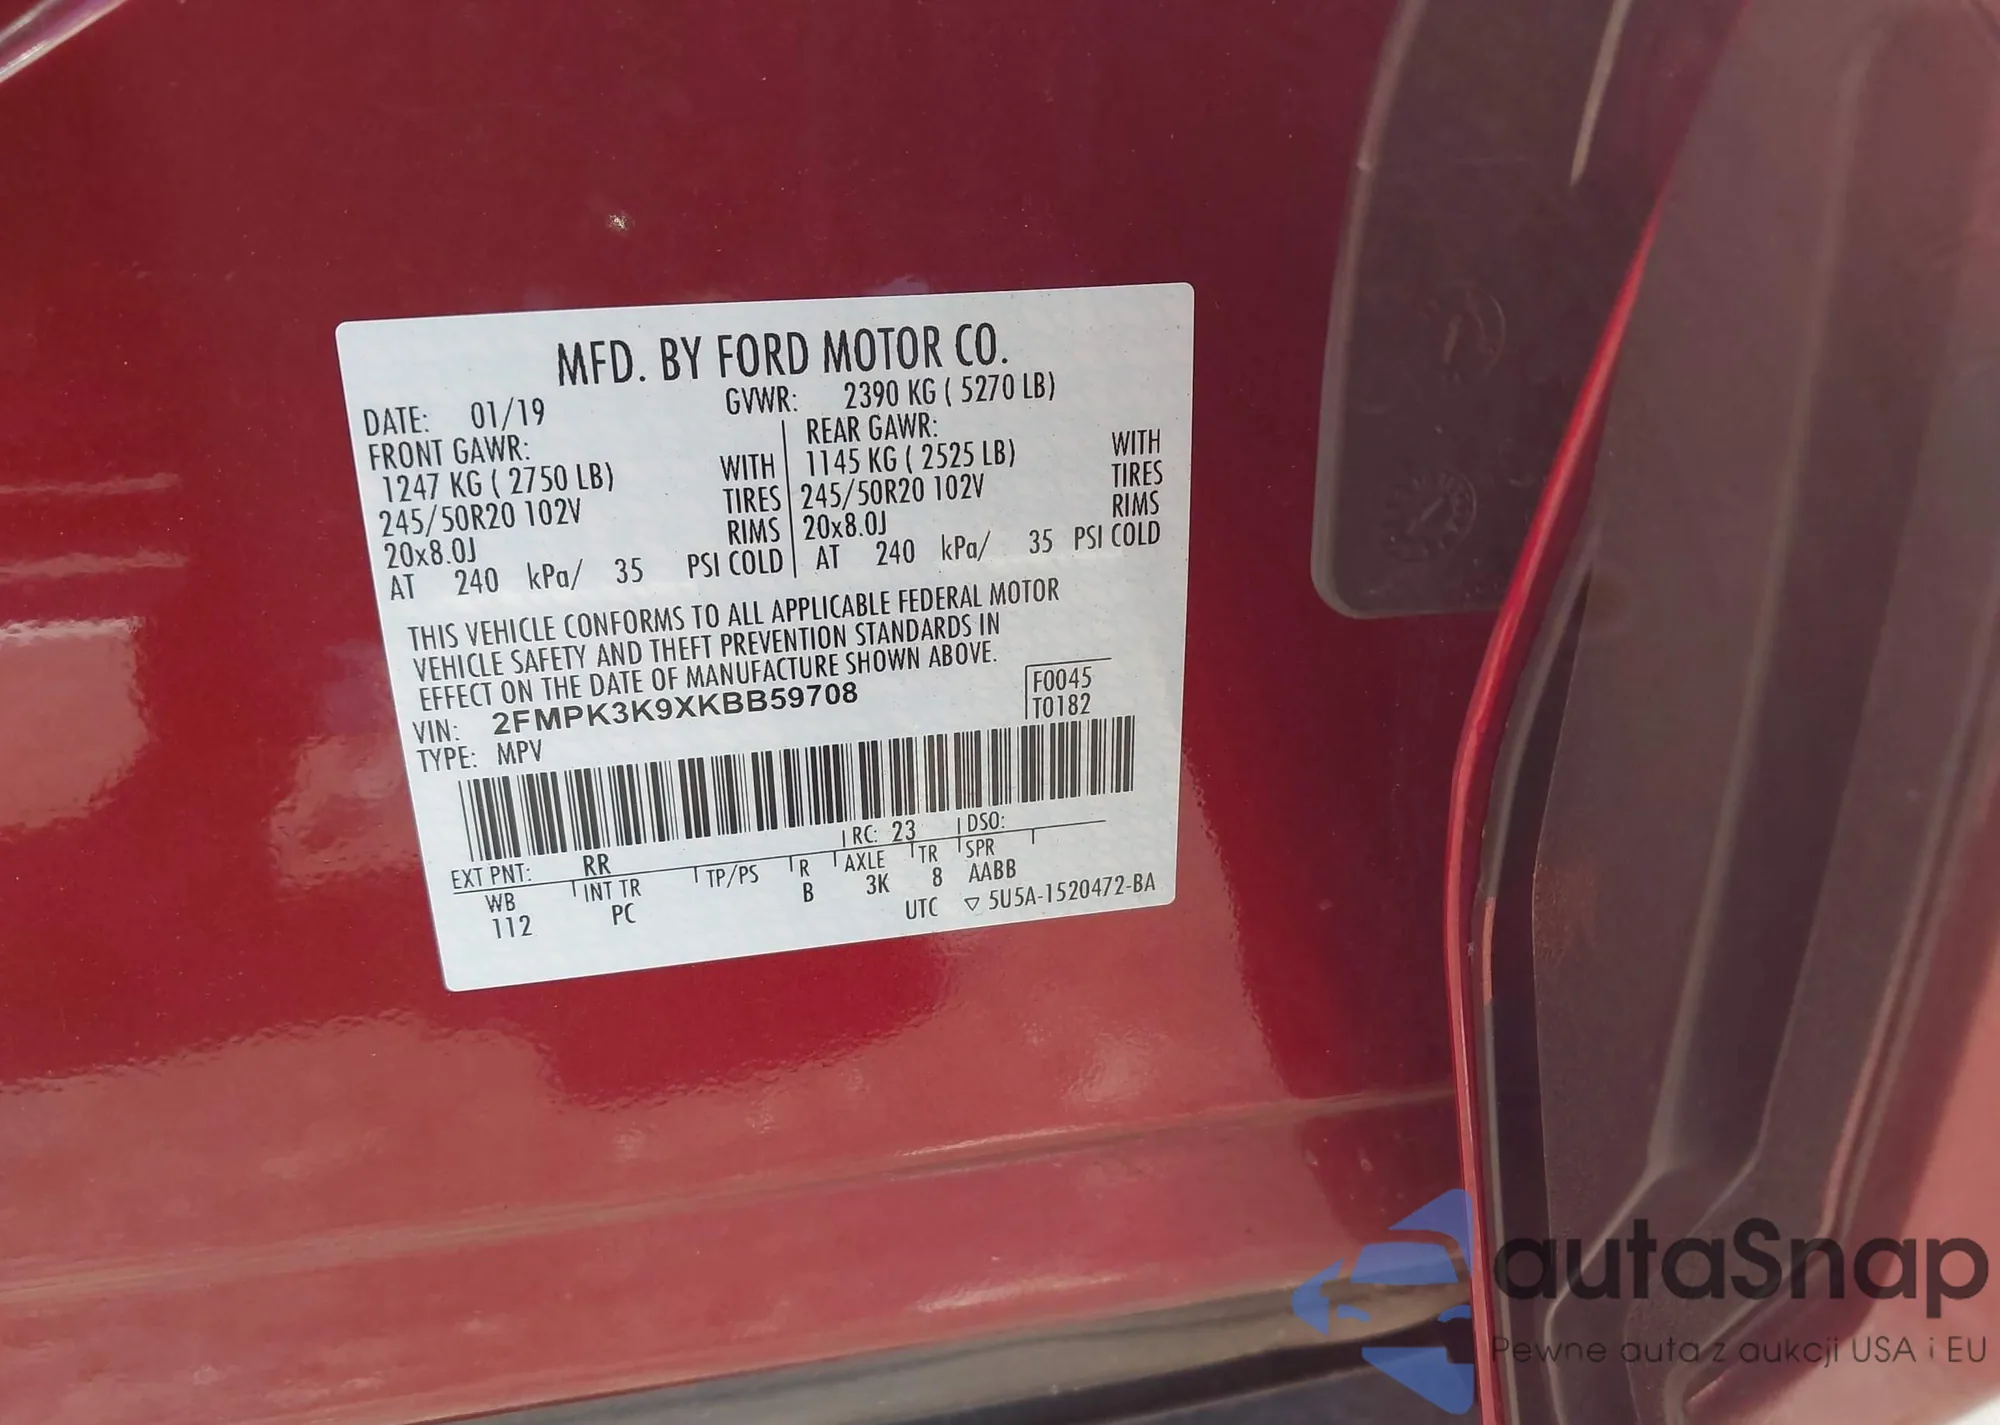 MFD. BY FORD MOTOR CO.
DATE: 01/19 GVWR: 2390 KG ( 5270 LB)
FRONT GAWR: REAR GAWR:
1247 KG ( 2750 LB) WITH 1145 KG ( 2525 LB) WITH
245/50R20 102V TIRES 245/50R20 102V TIRES
20x8.0J RIMS 20x8.0J RIMS
AT 240 kPa/ 35 PSI COLD AT 240 kPa/ 35 PSI COLD
THIS VEHICLE CONFORMS TO ALL APPLICABLE FEDERAL MOTOR
VEHICLE SAFETY AND THEFT PREVENTION STANDARDS IN
EFFECT ON THE DATE OF MANUFACTURE SHOWN ABOVE.
VIN: 2FMPK3K9XKBB59708 F0045
TYPE: MPV T0182
EXT PNT: RR RC: 23 DSO:
WB INT TR TP/PS R AXLE TR SPR
112 PC B 3K 8 AABB
UTC ▽ 5U5A-1520472-BA
autaSnap
Pewne auta z aukcji USA i EU